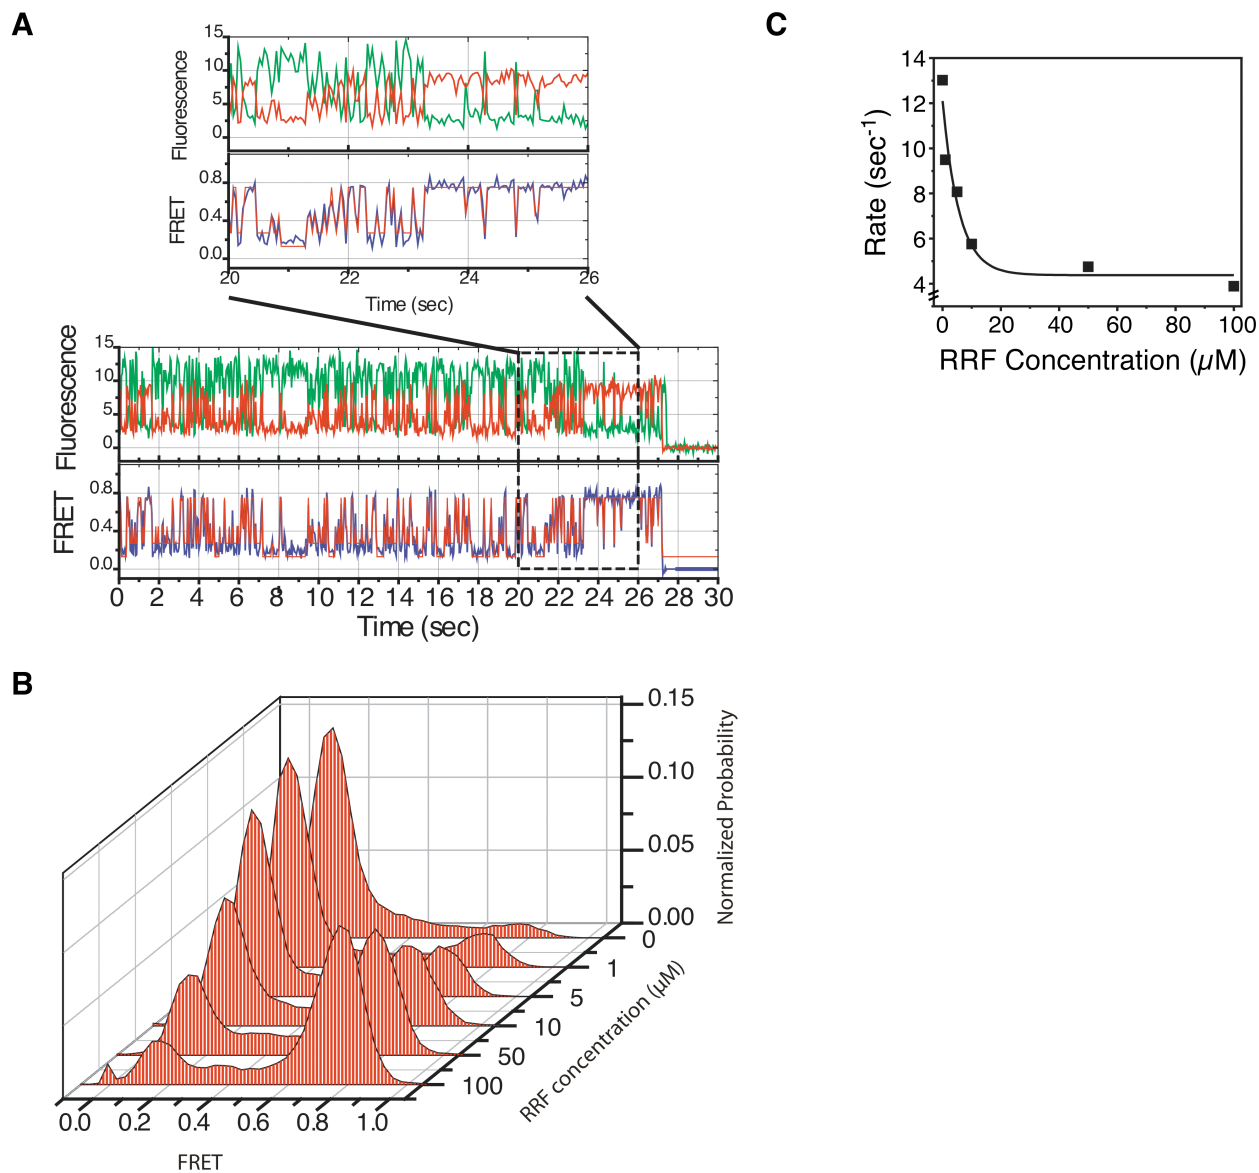 A
15
10
5
0
Fluorescence
0.8
0.4
0.0
FRET
20 22 24 26
Time (sec)
15
10
5
0
Fluorescence
0.8
0.4
0.0
FRET
0 2 4 6 8 10 12 14 16 18 20 22 24 26 28 30
Time (sec)
C
14
12
10
8
6
4
Rate (sec-1)
0 20 40 60 80 100
RRF Concentration (µM)
B
0.15
0.10
0.05
0.00
Normalized Probability
0
1
5
10
50
100
RRF concentration (µM)
0.0 0.2 0.4 0.6 0.8 1.0
FRET